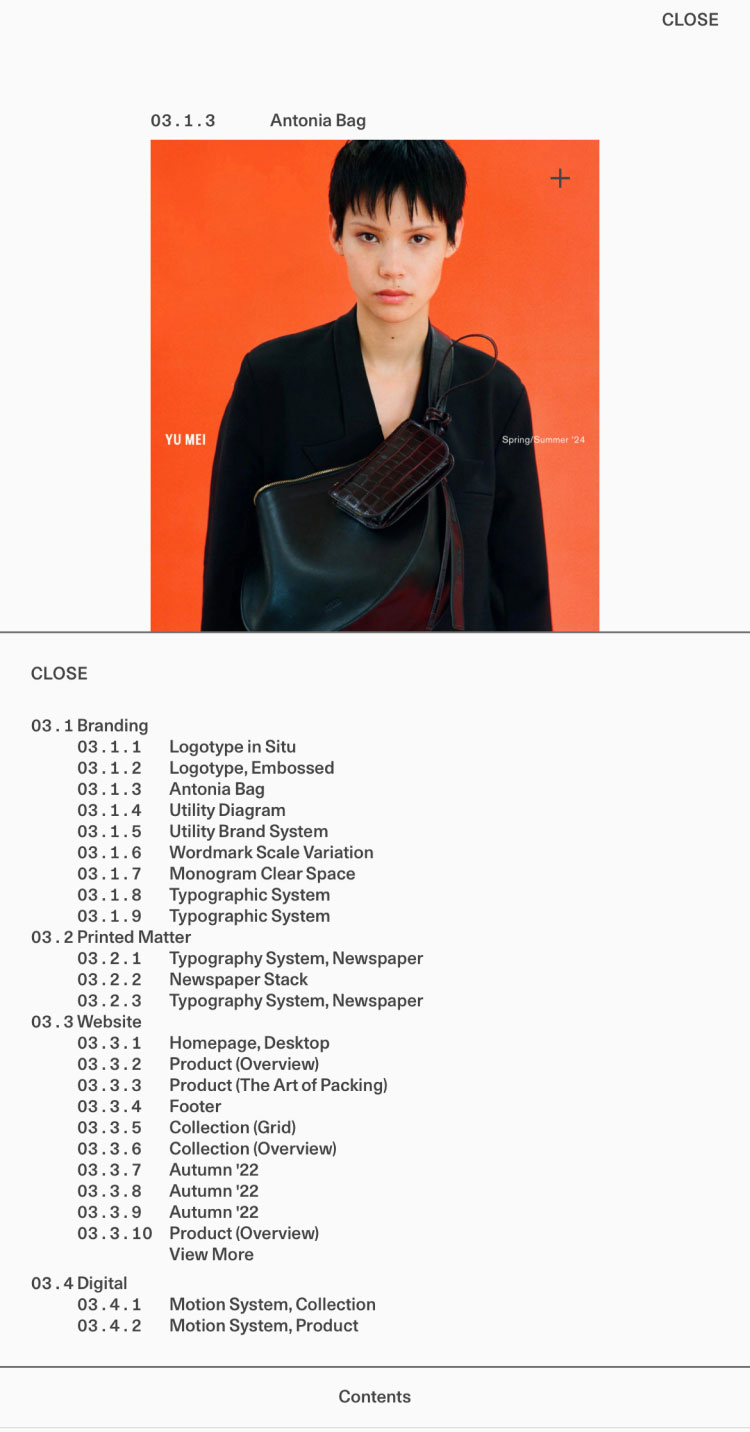 CLOSE
03.1.3 Antonia Bag
YU MEI
Spring/Summer '24
CLOSE
03.1 Branding
03.1.1 Logotype in Situ
03.1.2 Logotype, Embossed
03.1.3 Antonia Bag
03.1.4 Utility Diagram
03.1.5 Utility Brand System
03.1.6 Wordmark Scale Variation
03.1.7 Monogram Clear Space
03.1.8 Typographic System
03.1.9 Typographic System
03.2 Printed Matter
03.2.1 Typography System, Newspaper
03.2.2 Newspaper Stack
03.2.3 Typography System, Newspaper
03.3 Website
03.3.1 Homepage, Desktop
03.3.2 Product (Overview)
03.3.3 Product (The Art of Packing)
03.3.4 Footer
03.3.5 Collection (Grid)
03.3.6 Collection (Overview)
03.3.7 Autumn '22
03.3.8 Autumn '22
03.3.9 Autumn '22
03.3.10 Product (Overview)
View More
03.4 Digital
03.4.1 Motion System, Collection
03.4.2 Motion System, Product
Contents